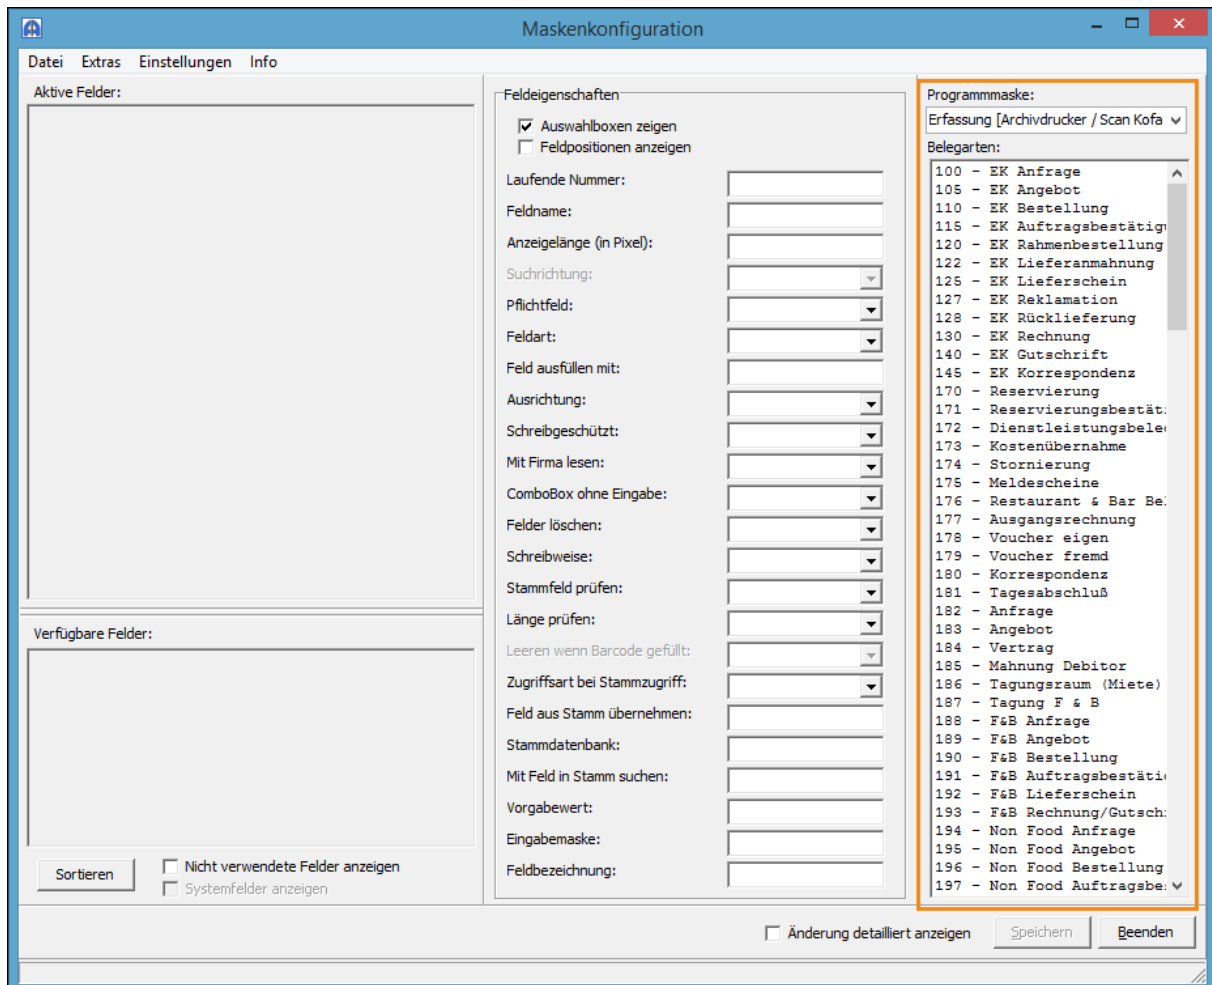 Maskenkonfiguration
Datei Extras Einstellungen Info
Aktive Felder:
Verfügbare Felder:
Sortieren
Nicht verwendete Felder anzeigen
Systemfelder anzeigen
Feldeigenschaften
Auswahlboxen zeigen
Feldpositionen anzeigen
Laufende Nummer:
Feldname:
Anzeigelänge (in Pixel):
Suchrichtung:
Pflichtfeld:
Feldart:
Feld ausfüllen mit:
Ausrichtung:
Schreibgeschützt:
Mit Firma lesen:
ComboBox ohne Eingabe:
Felder löschen:
Schreibweise:
Stammfeld prüfen:
Länge prüfen:
Leeren wenn Barcode gefüllt:
Zugriffsart bei Stammzugriff:
Feld aus Stamm übernehmen:
Stammdatenbank:
Mit Feld in Stamm suchen:
Vorgabewert:
Eingabemaske:
Feldbezeichnung:
Programmmaske:
Erfassung [Archivdrucker / Scan Kofa
Belegarten:
100 - EK Anfrage
105 - EK Angebot
110 - EK Bestellung
115 - EK Auftragsbestätigu
120 - EK Rahmenbestellung
122 - EK Lieferanmahnung
125 - EK Lieferschein
127 - EK Reklamation
128 - EK Rücklieferung
130 - EK Rechnung
140 - EK Gutschrift
145 - EK Korrespondenz
170 - Reservierung
171 - Reservierungsbestät
172 - Dienstleistungsbele
173 - Kostenübernahme
174 - Stornierung
175 - Meldescheine
176 - Restaurant & Bar Be
177 - Ausgangsrechnung
178 - Voucher eigen
179 - Voucher fremd
180 - Korrespondenz
181 - Tagesabschluß
182 - Anfrage
183 - Angebot
184 - Vertrag
185 - Mahnung Debitor
186 - Tagungsraum (Miete)
187 - Tagung F & B
188 - F&B Anfrage
189 - F&B Angebot
190 - F&B Bestellung
191 - F&B Auftragsbestäti
192 - F&B Lieferschein
193 - F&B Rechnung/Gutsch
194 - Non Food Anfrage
195 - Non Food Angebot
196 - Non Food Bestellung
197 - Non Food Auftragsbe
Änderung detailliert anzeigen
Speichern
Beenden